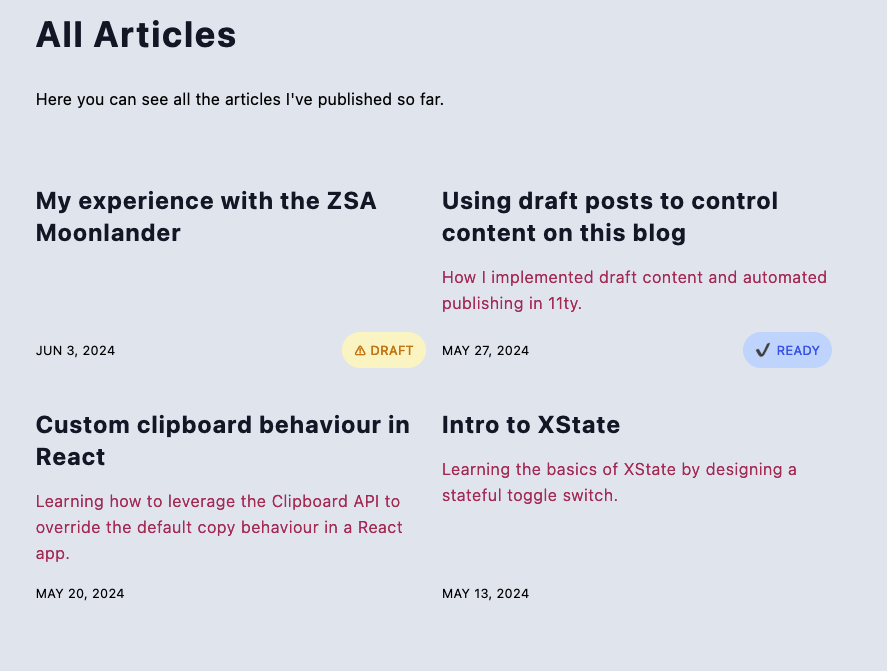 All Articles
Here you can see all the articles I've published so far.
My experience with the ZSA
Moonlander
JUN 3, 2024
⚠ DRAFT
Using draft posts to control
content on this blog
How I implemented draft content and automated
publishing in 11ty.
MAY 27, 2024
✔ READY
Custom clipboard behaviour in
React
Learning how to leverage the Clipboard API to
override the default copy behaviour in a React
app.
MAY 20, 2024
Intro to XState
Learning the basics of XState by designing a
stateful toggle switch.
MAY 13, 2024